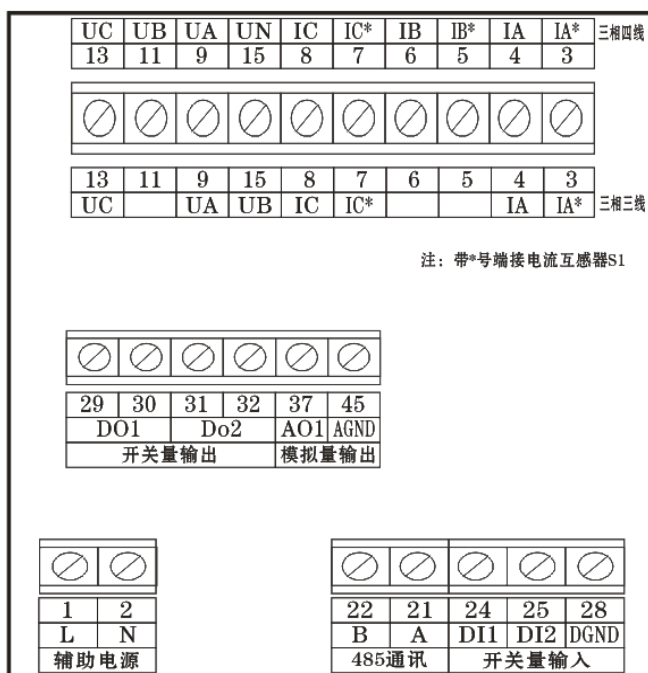 UC UB UA UN IC IC* IB IB* IA IA* 三相四线
13 11 9 15 8 7 6 5 4 3
13 11 9 15 8 7 6 5 4 3
UC UA UB IC IC* IA IA* 三相三线
注：带*号端接电流互感器S1
29 30 31 32 37 45
DO1 Do2 AO1 AGND
开关量输出 模拟量输出
1 2
L N
辅助电源
22 21 24 25 28
B A DI1 DI2 DGND
485通讯 开关量输入